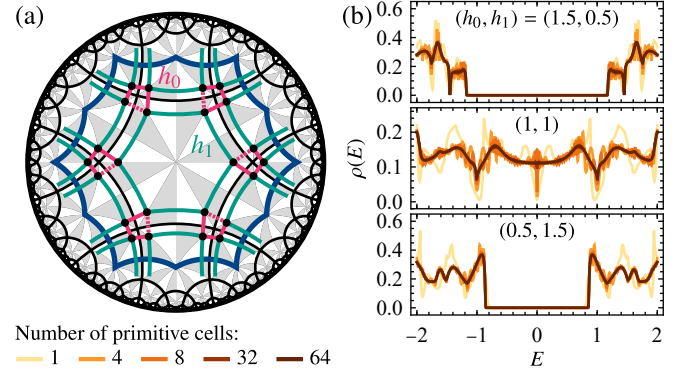 (a)
h₀
h₁
Number of primitive cells:
1 4 8 32 64
(b)
(h₀, h₁) = (1.5, 0.5)
0.6
0.4
0.2
0.0
(1, 1)
0.2
0.1
0.0
ρ(E)
(0.5, 1.5)
0.6
0.4
0.2
0.0
−2 −1 0 1 2
E